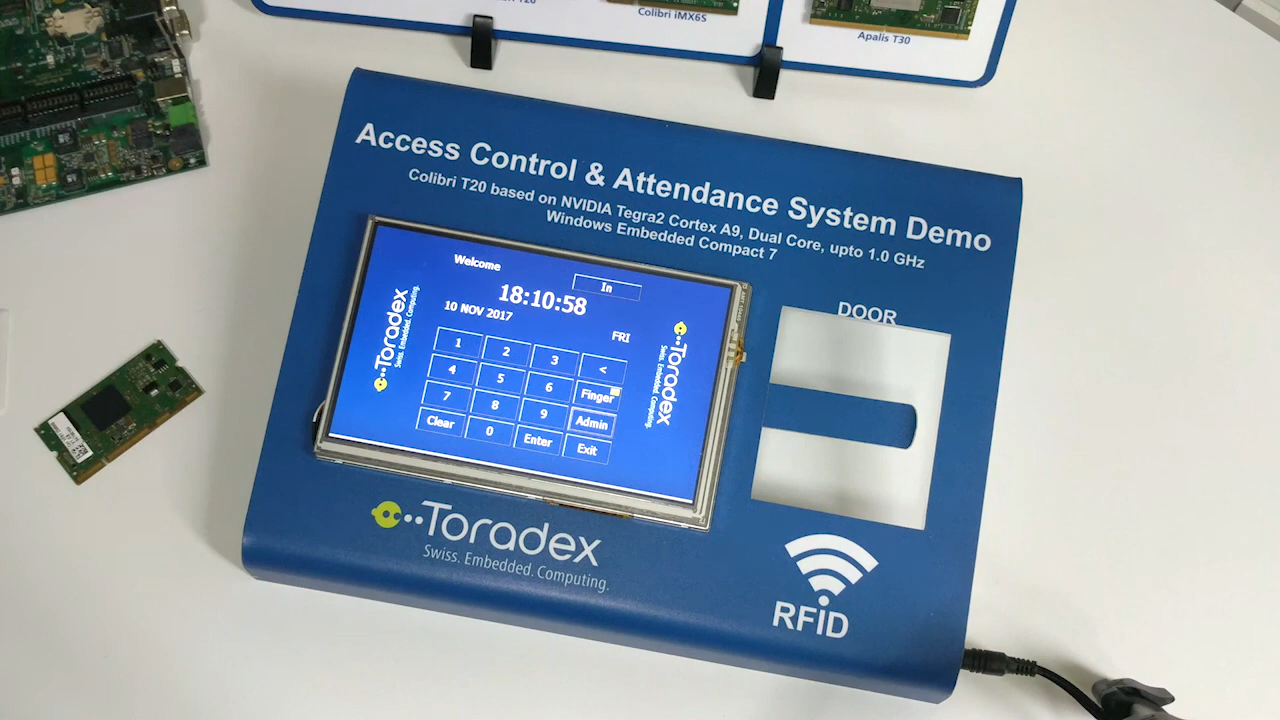 T20
Colibri iMX6S
Apalis T30
Access Control & Attendance System Demo
Colibri T20 based on NVIDIA Tegra2 Cortex A9, Dual Core, upto 1.0 GHz
Windows Embedded Compact 7
Welcome
In
18:10:58
10 NOV 2017
FRI
Toradex
Swiss. Embedded. Computing.
1 2 3 <
4 5 6 Finger
7 8 9 Admin
Clear 0 Enter Exit
Toradex
Swiss. Embedded. Computing.
DOOR
Toradex
Swiss. Embedded. Computing.
RFiD